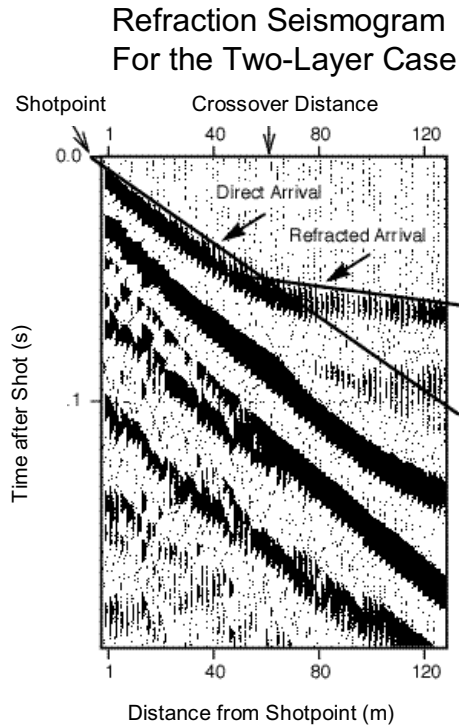 Refraction Seismogram
For the Two-Layer Case
Shotpoint Crossover Distance
1 40 80 120
0.0
Direct Arrival
Refracted Arrival
Time after Shot (s)
.1
1 40 80 120
Distance from Shotpoint (m)